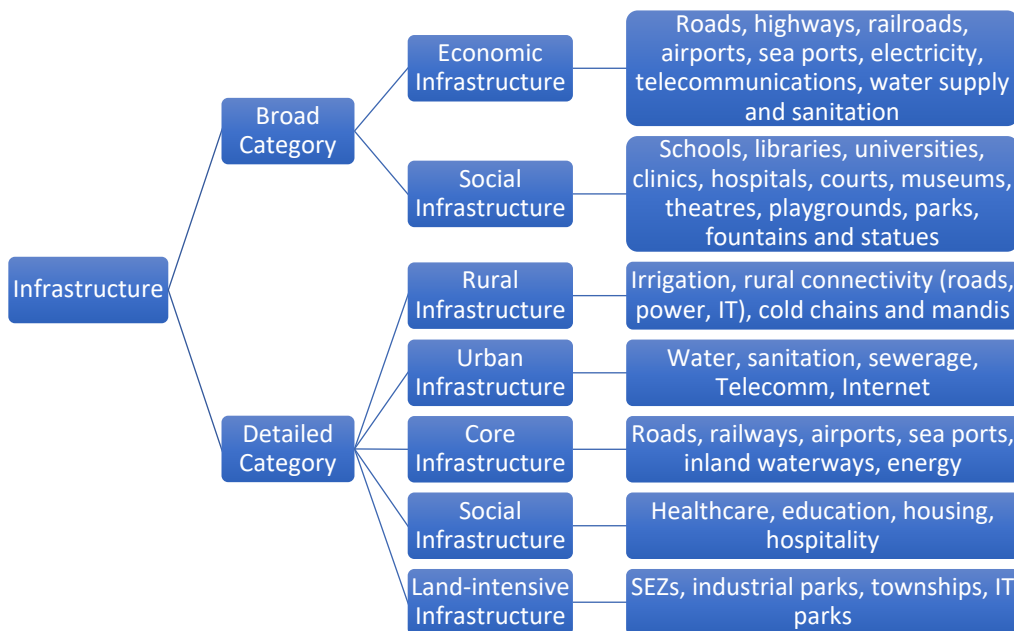 Infrastructure
Broad
Category
Economic
Infrastructure
Roads, highways, railroads,
airports, sea ports, electricity,
telecommunications, water supply
and sanitation
Social
Infrastructure
Schools, libraries, universities,
clinics, hospitals, courts, museums,
theatres, playgrounds, parks,
fountains and statues
Detailed
Category
Rural
Infrastructure
Irrigation, rural connectivity (roads,
power, IT), cold chains and mandis
Urban
Infrastructure
Water, sanitation, sewerage,
Telecomm, Internet
Core
Infrastructure
Roads, railways, airports, sea ports,
inland waterways, energy
Social
Infrastructure
Healthcare, education, housing,
hospitality
Land-intensive
Infrastructure
SEZs, industrial parks, townships, IT
parks